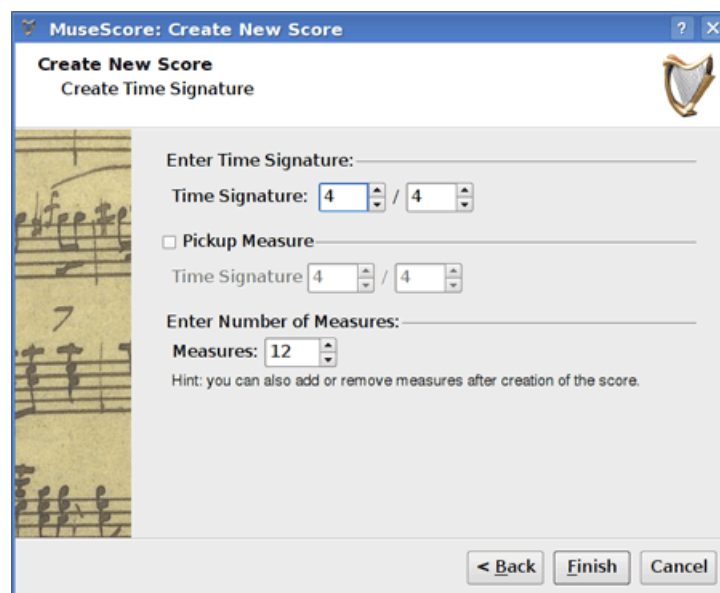 MuseScore: Create New Score ? X
Create New Score
Create Time Signature
Enter Time Signature:
Time Signature: 4 / 4
Pickup Measure
Time Signature 4 / 4
Enter Number of Measures:
Measures: 12
Hint: you can also add or remove measures after creation of the score.
7
< Back Finish Cancel